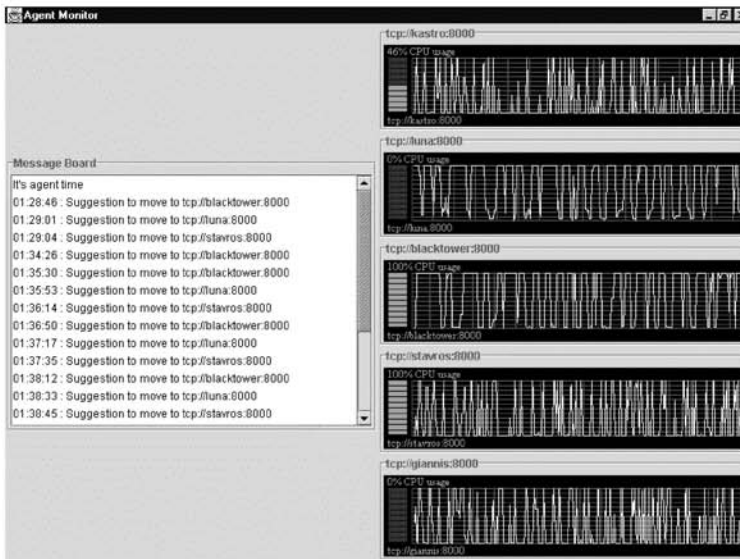 Agent Monitor
Message Board
It's agent time
01:28:46 : Suggestion to move to tcp://blacktower:8000
01:29:01 : Suggestion to move to tcp://luna:8000
01:29:04 : Suggestion to move to tcp://stavros:8000
01:34:26 : Suggestion to move to tcp://blacktower:8000
01:35:30 : Suggestion to move to tcp://blacktower:8000
01:35:53 : Suggestion to move to tcp://luna:8000
01:36:14 : Suggestion to move to tcp://stavros:8000
01:36:50 : Suggestion to move to tcp://blacktower:8000
01:37:17 : Suggestion to move to tcp://luna:8000
01:37:35 : Suggestion to move to tcp://stavros:8000
01:38:12 : Suggestion to move to tcp://blacktower:8000
01:38:33 : Suggestion to move to tcp://luna:8000
01:38:45 : Suggestion to move to tcp://stavros:8000
tcp://kastro:8000
46% CPU usage
tcp://kastro:8000
tcp://luna:8000
0% CPU usage
tcp://luna:8000
tcp://blacktower:8000
100% CPU usage
tcp://blacktower:8000
tcp://stavros:8000
100% CPU usage
tcp://stavros:8000
tcp://giannis:8000
0% CPU usage
tcp://giannis:8000